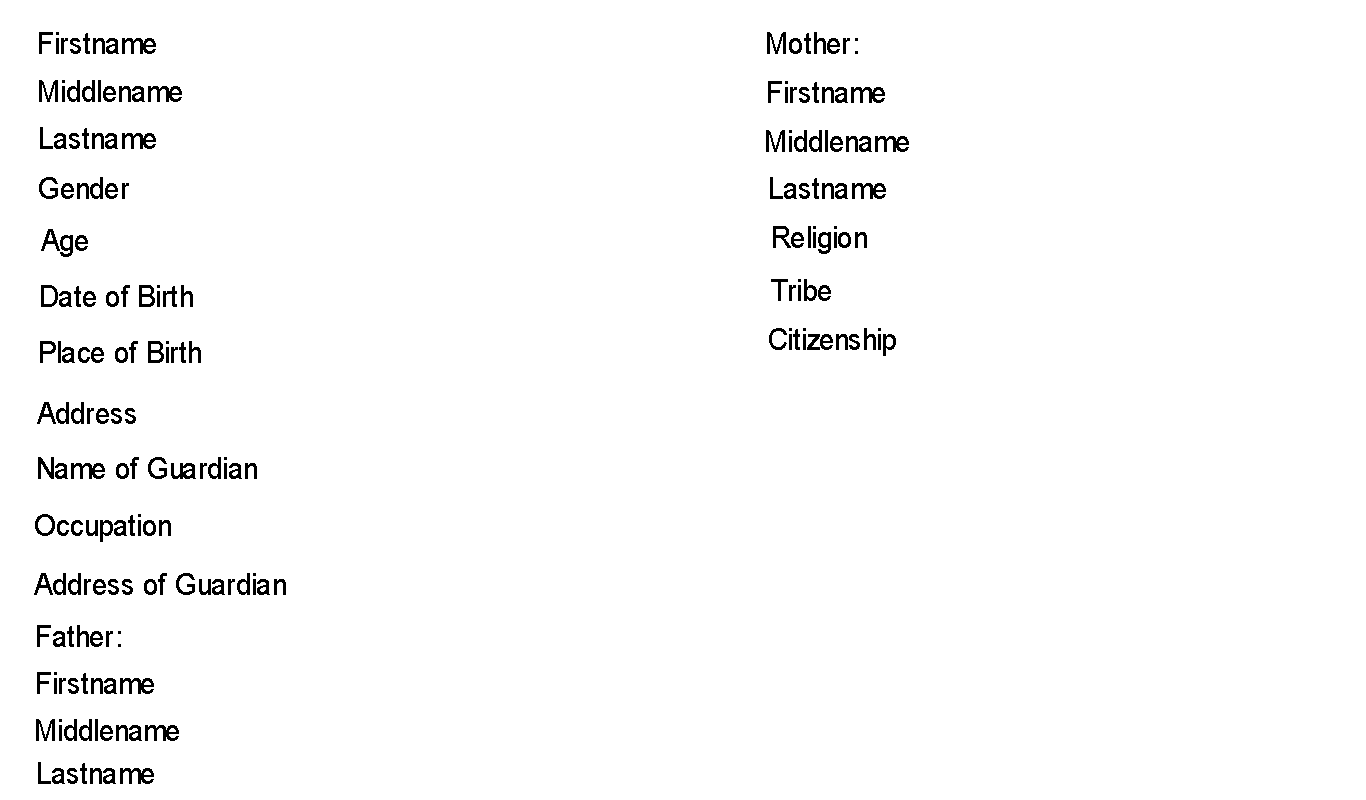 Firstname
Middlename
Lastname
Gender
Age
Date of Birth
Place of Birth
Address
Name of Guardian
Occupation
Address of Guardian
Father:
Firstname
Middlename
Lastname
Mother:
Firstname
Middlename
Lastname
Religion
Tribe
Citizenship